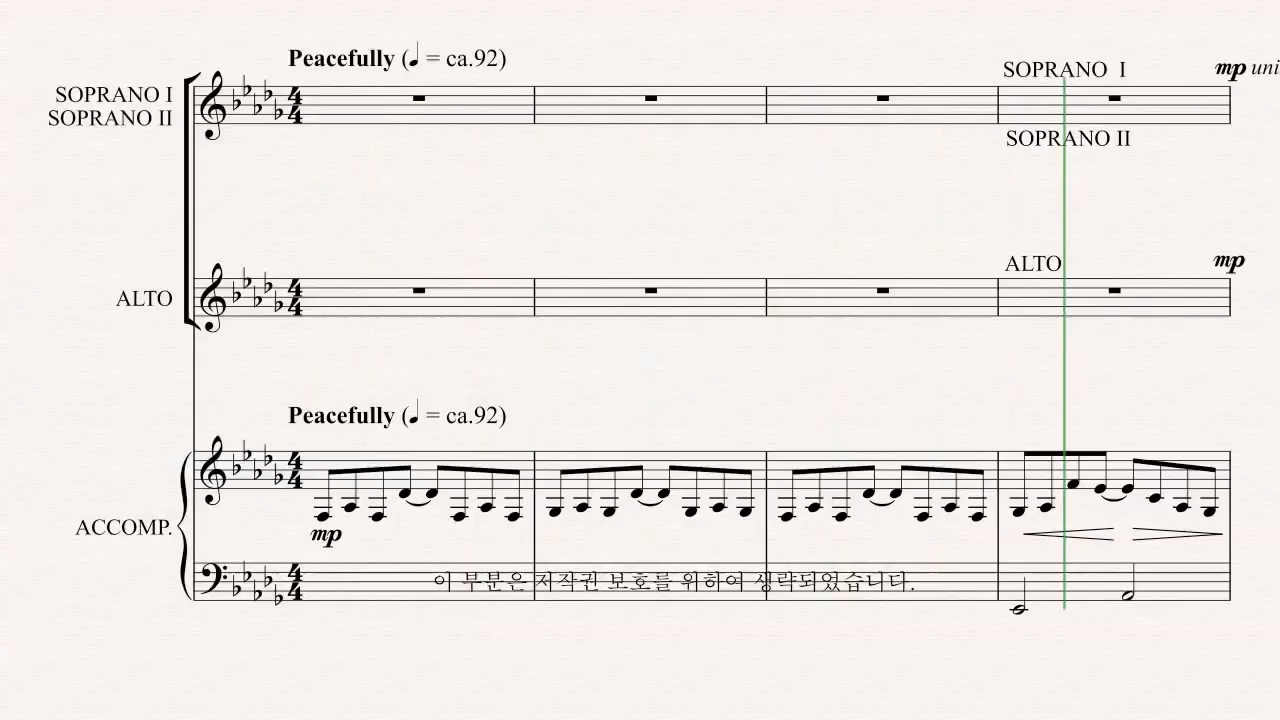 Peacefully (♩ = ca.92)
SOPRANO I
SOPRANO II
SOPRANO I
mp uni
SOPRANO II
ALTO
ALTO
mp
Peacefully (♩ = ca.92)
ACCOMP.
mp
이 부분은 저작권 보호를 위하여 생략되었습니다.